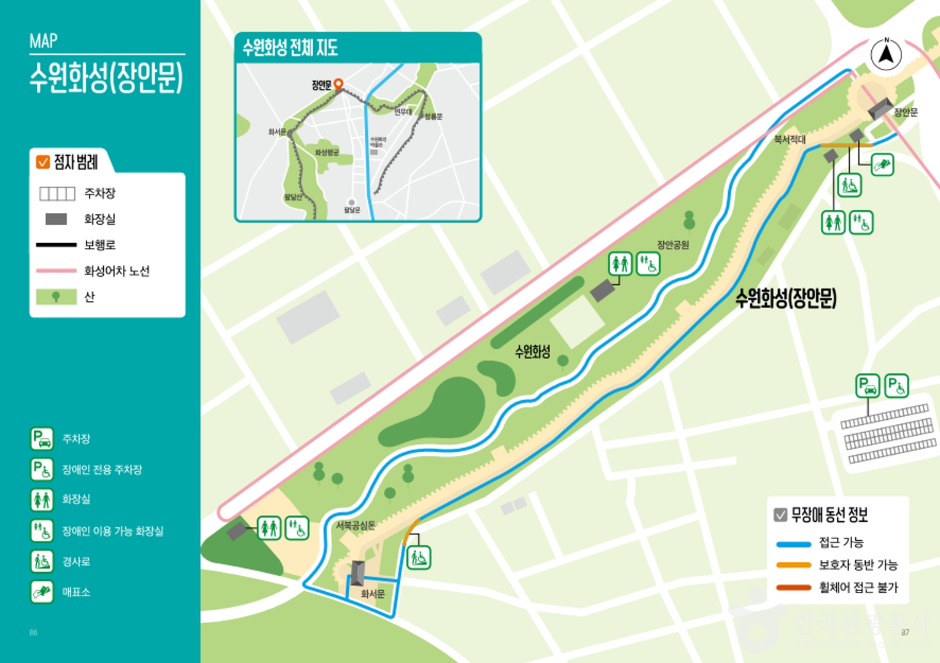 MAP
수원화성(장안문)
점자 범례
주차장
화장실
보행로
화성어차 노선
산
P
주차장
P
장애인 전용 주차장
화장실
장애인 이용 가능 화장실
경사로
매표소
86
수원화성 전체 지도
장안문
연무대
창룡문
화서문
화성행궁
수원화성
박물관
팔달산
팔달문
N
장안문
북서적대
장안공원
수원화성(장안문)
수원화성
P
P
서북공심돈
화서문
무장애 동선 정보
접근 가능
보호자 동반 가능
휠체어 접근 불가
87